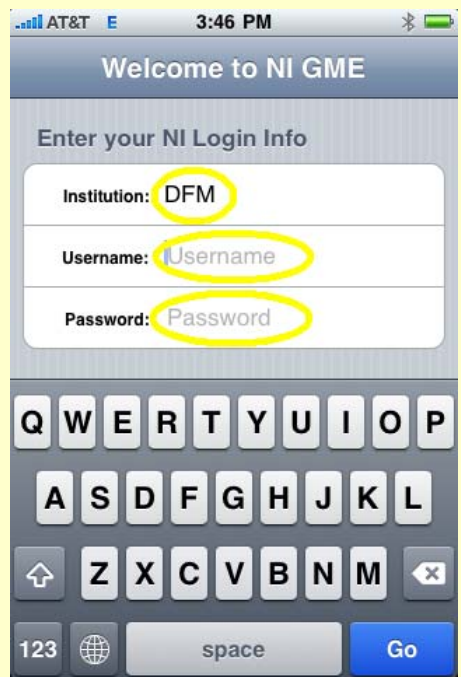 AT&T E 3:46 PM
Welcome to NI GME
Enter your NI Login Info
Institution: DFM
Username: Username
Password: Password
Q W E R T Y U I O P
A S D F G H J K L
Z X C V B N M
123 space Go